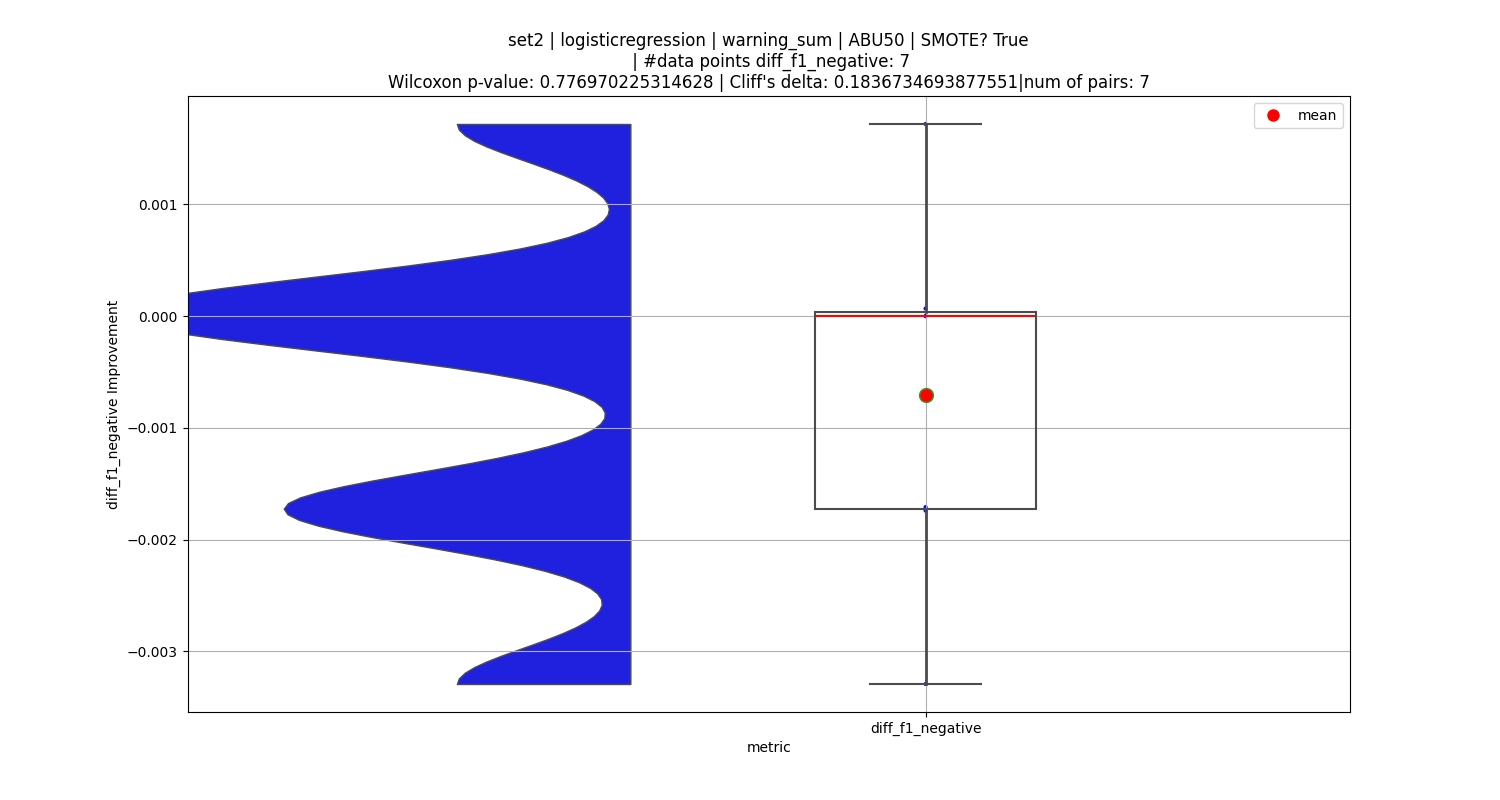 set2 | logisticregression | warning_sum | ABU50 | SMOTE? True
| #data points diff_f1_negative: 7
Wilcoxon p-value: 0.776970225314628 | Cliff's delta: 0.1836734693877551|num of pairs: 7
mean
0.001
0.000
−0.001
−0.002
−0.003
diff_f1_negative Improvement
diff_f1_negative
metric